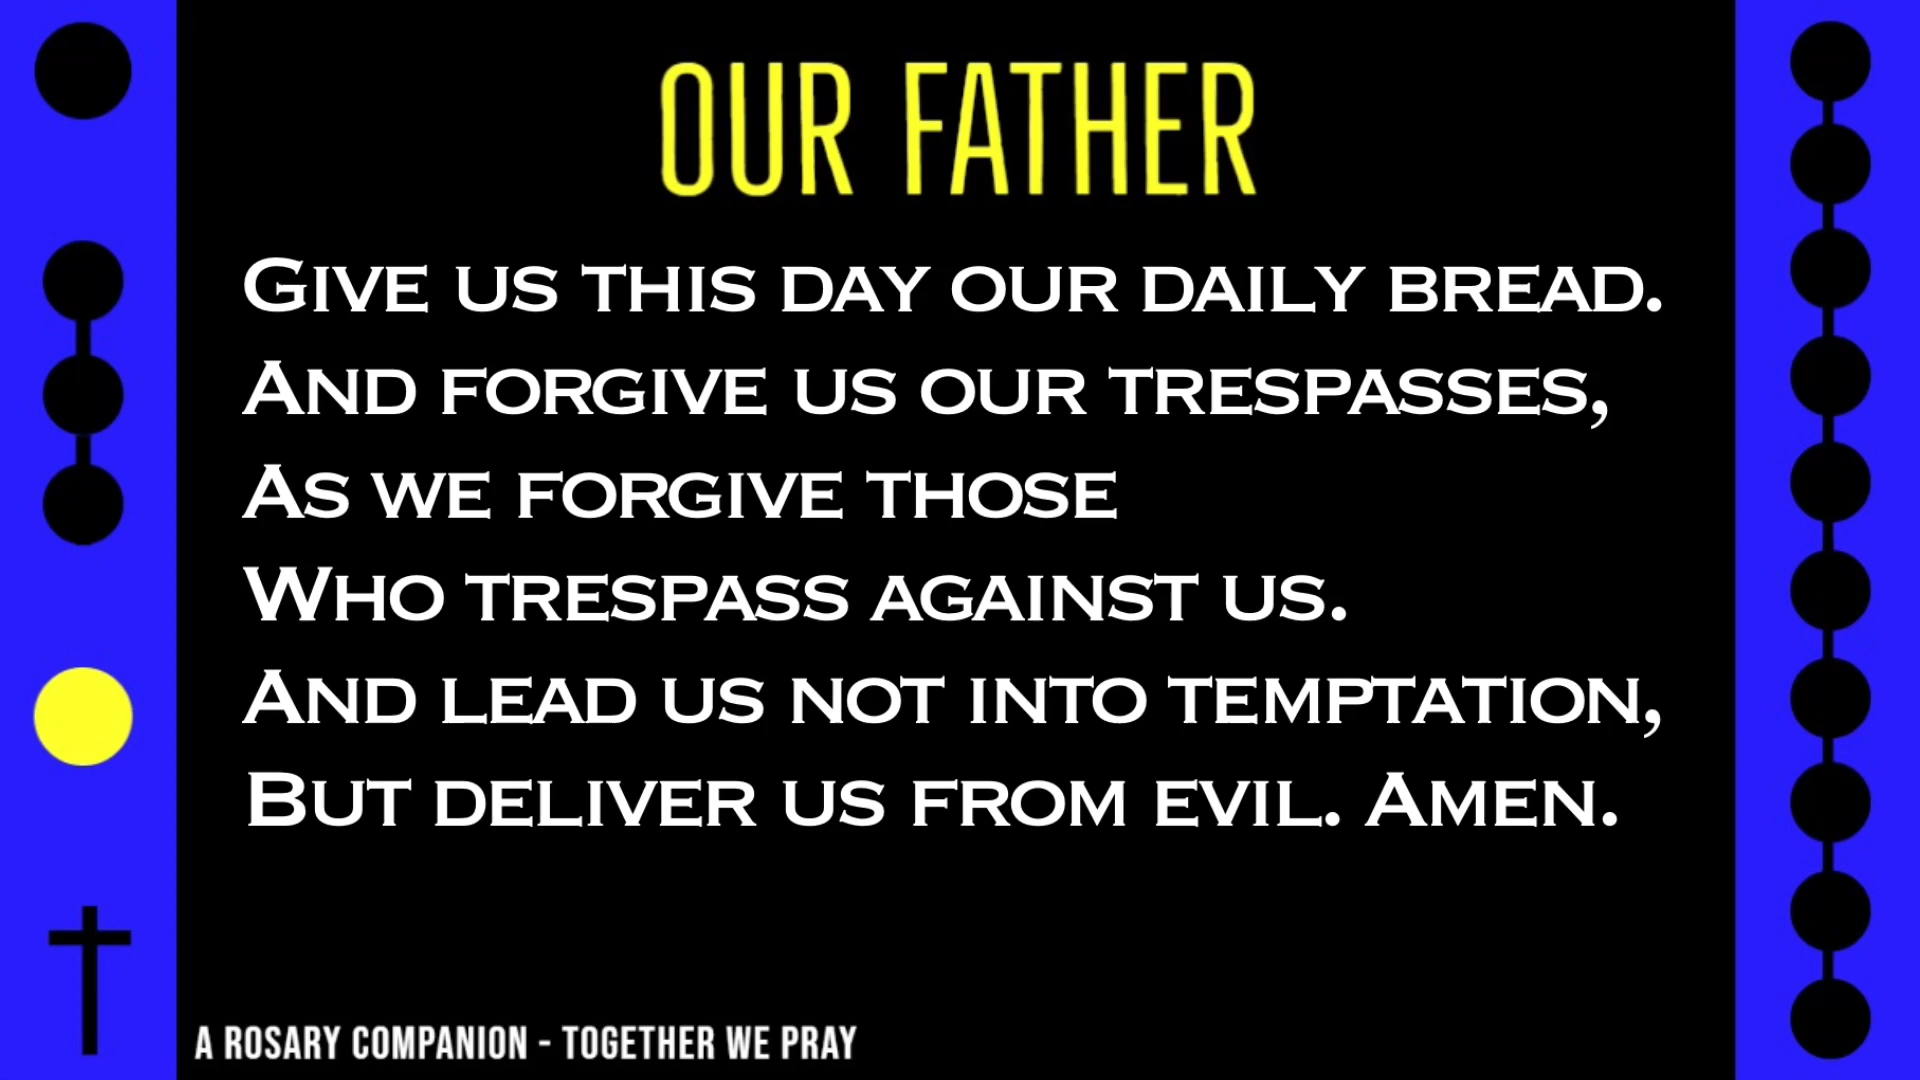 OUR FATHER
Give us this day our daily bread.
And forgive us our trespasses,
As we forgive those
Who trespass against us.
And lead us not into temptation,
But deliver us from evil. Amen.
A ROSARY COMPANION - TOGETHER WE PRAY